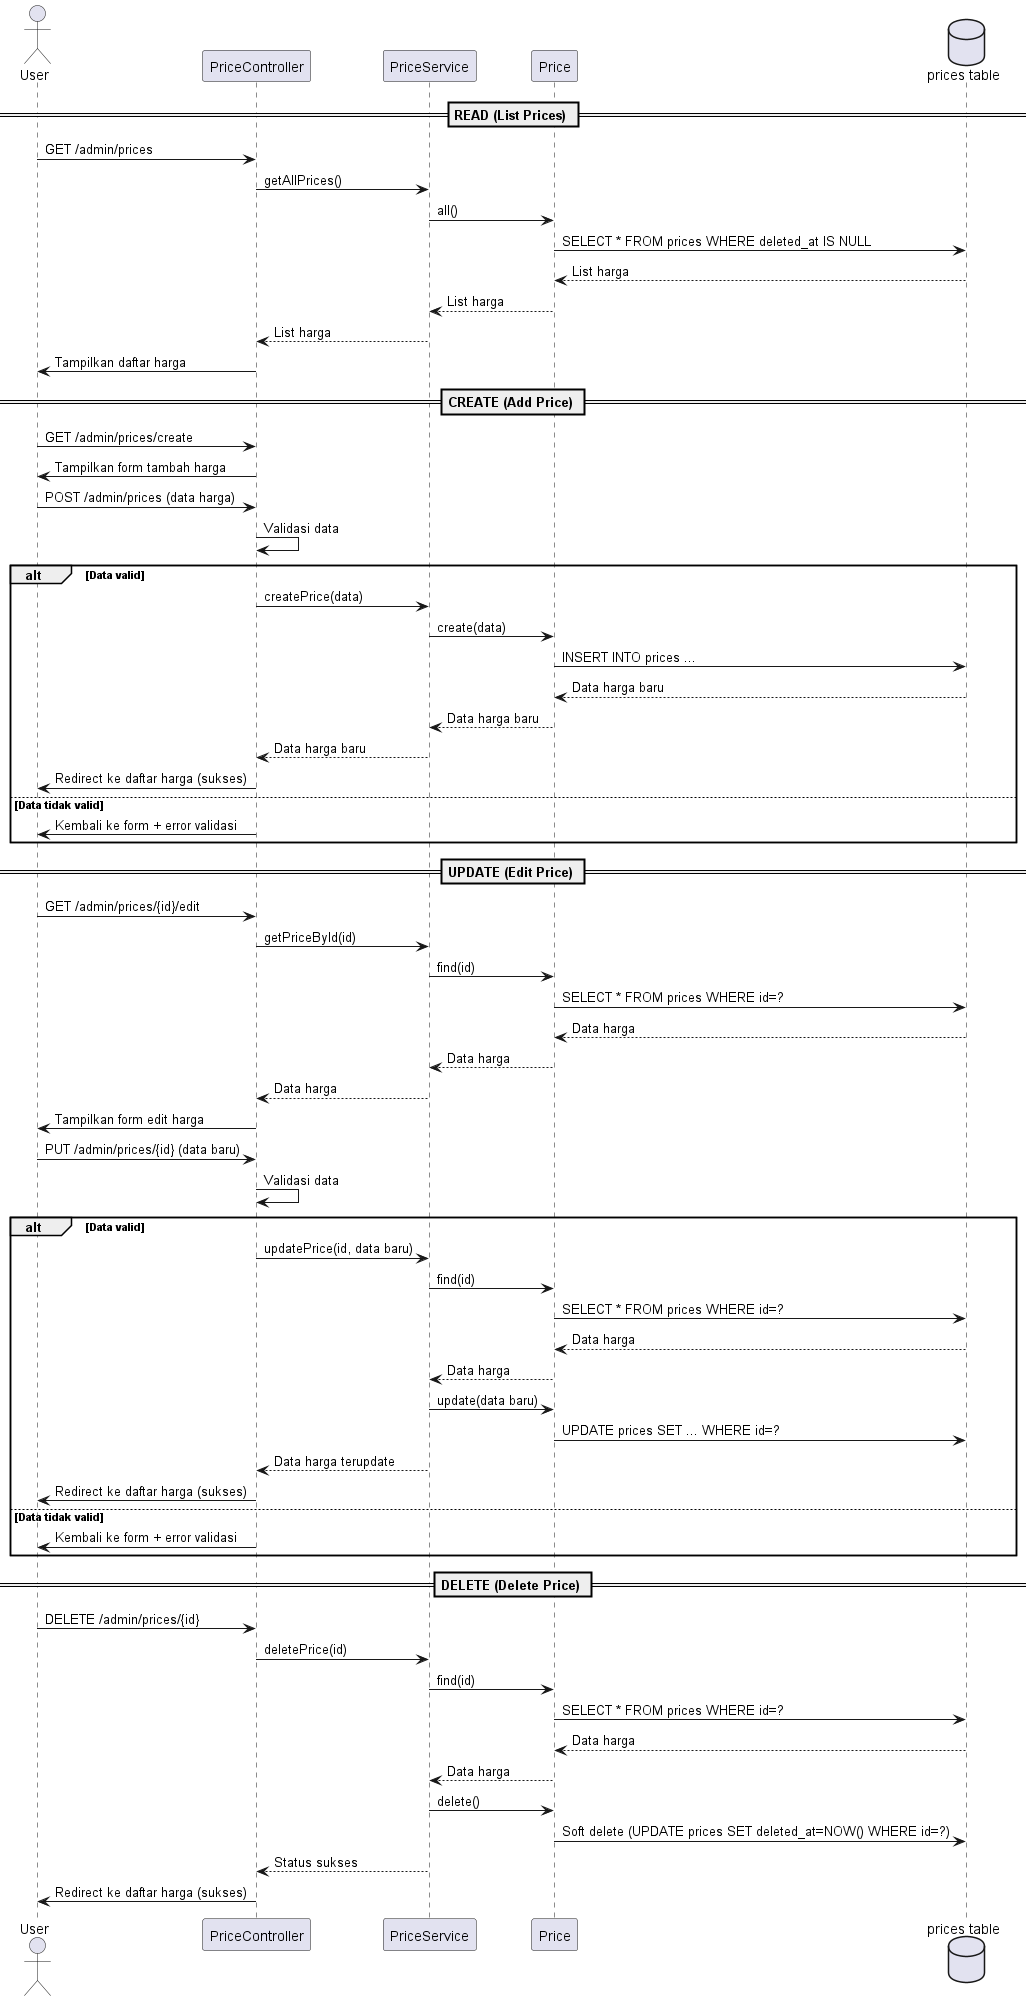 User
PriceController
PriceService
Price
prices table
READ (List Prices)
GET /admin/prices
getAllPrices()
all()
SELECT * FROM prices WHERE deleted_at IS NULL
List harga
List harga
List harga
Tampilkan daftar harga
CREATE (Add Price)
GET /admin/prices/create
Tampilkan form tambah harga
POST /admin/prices (data harga)
Validasi data
alt [Data valid]
createPrice(data)
create(data)
INSERT INTO prices ...
Data harga baru
Data harga baru
Data harga baru
Redirect ke daftar harga (sukses)
[Data tidak valid]
Kembali ke form + error validasi
UPDATE (Edit Price)
GET /admin/prices/{id}/edit
getPriceById(id)
find(id)
SELECT * FROM prices WHERE id=?
Data harga
Data harga
Data harga
Tampilkan form edit harga
PUT /admin/prices/{id} (data baru)
Validasi data
alt [Data valid]
updatePrice(id, data baru)
find(id)
SELECT * FROM prices WHERE id=?
Data harga
Data harga
update(data baru)
UPDATE prices SET ... WHERE id=?
Data harga terupdate
Redirect ke daftar harga (sukses)
[Data tidak valid]
Kembali ke form + error validasi
DELETE (Delete Price)
DELETE /admin/prices/{id}
deletePrice(id)
find(id)
SELECT * FROM prices WHERE id=?
Data harga
Data harga
delete()
Soft delete (UPDATE prices SET deleted_at=NOW() WHERE id=?)
Status sukses
Redirect ke daftar harga (sukses)
User
PriceController
PriceService
Price
prices table